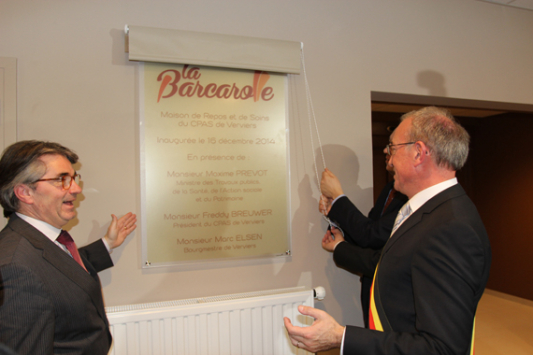 la
Barcarolle
Maison de Repos et de Soins
du CPAS de Verviers
Inaugurée le 19 décembre 2014
En présence de :
Monsieur Maxime PREVOT
Ministre des Travaux publics,
de la Santé, de l'Action sociale
et du Patrimoine
Monsieur Freddy BREUWER
Président du CPAS de Verviers
Monsieur Marc ELSEN
Bourgmestre de Verviers